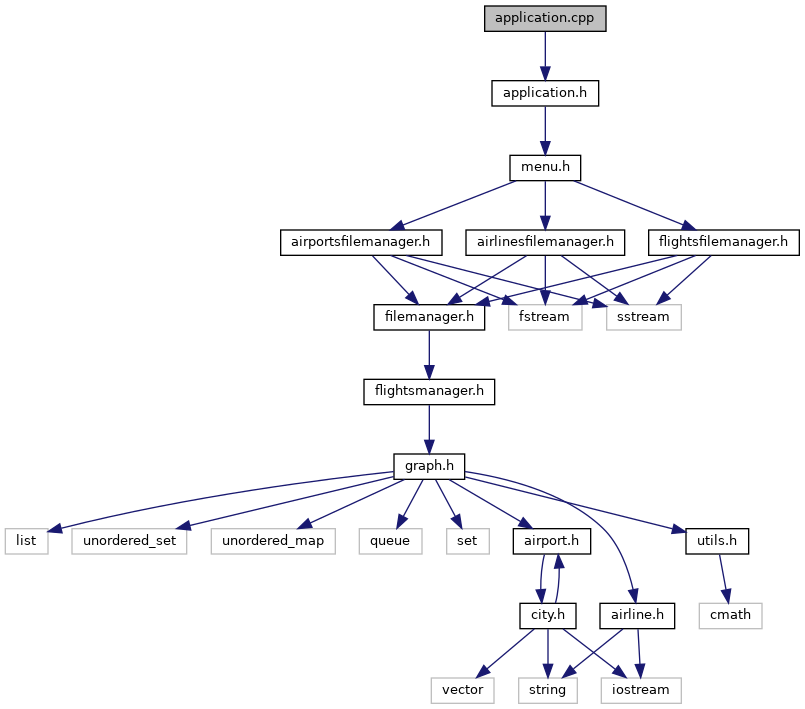 application.cpp
application.h
menu.h
airportsfilemanager.h
airlinesfilemanager.h
flightsfilemanager.h
filemanager.h
fstream
sstream
flightsmanager.h
graph.h
list
unordered_set
unordered_map
queue
set
airport.h
utils.h
city.h
airline.h
cmath
vector
string
iostream